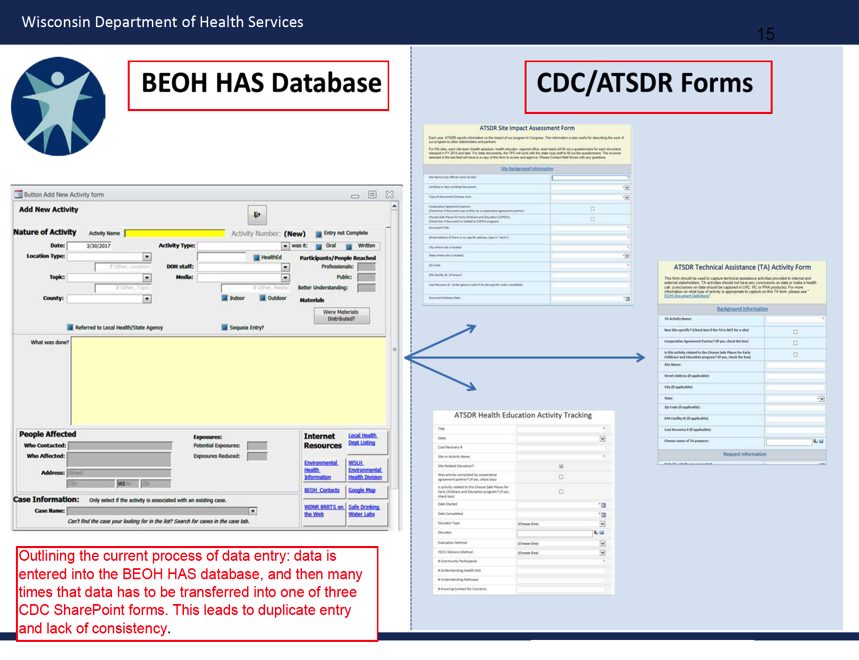 Wisconsin Department of Health Services
15
BEOH HAS Database
CDC/ATSDR Forms
Button Add New Activity form
Add New Activity
Nature of Activity
Activity Name
Activity Number: (New)
Entry not Complete
Date: 3/30/2017
Activity Type:
was it:
Oral
Written
Location Type:
HealthEd
Participants/People Reached
If Other, Location
DOH staff:
Professionals:
Topic:
Media:
Public:
If Other, Topic
If Other, Media
Better Understanding:
County:
Indoor
Outdoor
Materials
Were Materials
Distributed?
Referred to Local Health/State Agency
Sequoia Entry?
What was done?
People Affected
Who Contacted:
Who Affected:
Address:
Street
City
WI
Zip
Exposures:
Potential Exposures:
Exposures Reduced:
Internet
Resources
Local Health
Dept Listing
Environmental
Health
Information
WSLH
Environmental
Health Division
BEOH Contacts
Google Map
WDNR BRRTS on
the Web
Safe Drinking
Water Labs
Case Information:
Only select if the activity is associated with an existing case.
Case Name:
Can't find the case your looking for in the list? Search for cases in the case tab.
Outlining the current process of data entry: data is
entered into the BEOH HAS database, and then many
times that data has to be transferred into one of three
CDC SharePoint forms. This leads to duplicate entry
and lack of consistency.
ATSDR Site Impact Assessment Form
Site Background Information
Document Title
Zip Code
Document Release Date
ATSDR Technical Assistance (TA) Activity Form
Background Information
TA Activity Name:
Non Site-specific? (Check box if the TA is NOT for a site)
Cooperative Agreement Partner? (If yes, check the box)
Is this activity related to the Choose Safe Places for Early
Childcare and Education program? (If yes, check the box)
Site Name:
Street Address (if applicable):
City (if applicable):
State:
Zip Code (if applicable):
EPA Facility ID (if applicable):
Cost Recovery # (if applicable):
Choose name of TA preparer:
Request Information
ATSDR Health Education Activity Tracking
Title
State
Cost Recovery #
Site or Activity Name
Site Related Education?
Was activity completed by cooperative
agreement partner? (If yes, check box)
Is activity related to the Choose Safe Places for
Early Childcare and Education program? (If yes,
check box)
Date Started
Date Completed
Educator Type
(Choose One)
Educator
Evaluation Method
(Choose One)
HE/CI Delivery Method
(Choose One)
# Community Participants
# Understanding Health Risk
# Understanding Pathways
# Knowing Contact for Concerns